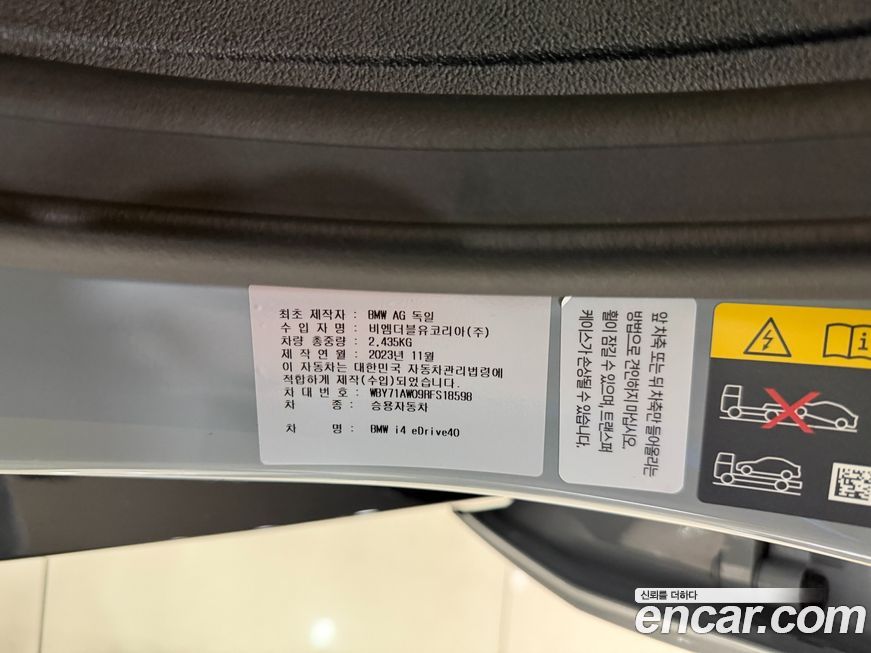 최초 제작자 : BMW AG 독일
수 입 자 명 : 비엠더블유코리아(주)
차량 총중량 : 2,435KG
제 작 연 월 : 2023년 11월
이 자동차는 대한민국 자동차관리법령에
적합하게 제작(수입)되었습니다.
차 대 번 호 : WBY71AW09RFS18598
차 종 : 승용자동차
차 명 : BMW i4 eDrive40
앞 차축 또는 뒤 차축만 들어올리는
방법으로 견인하지 마십시오.
휠이 잠길 수 있으며, 트랜스퍼
케이스가 손상될 수 있습니다.
신뢰를 더하다
encar.com